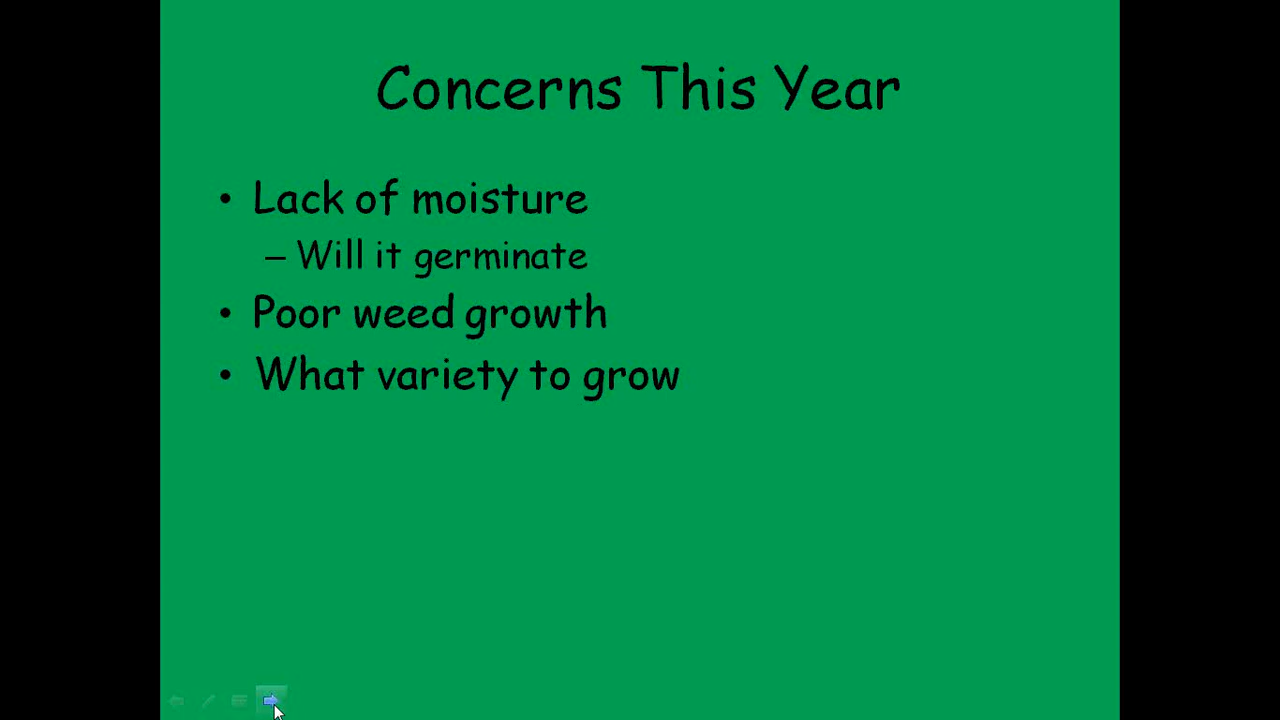 Concerns This Year
• Lack of moisture
– Will it germinate
• Poor weed growth
• What variety to grow